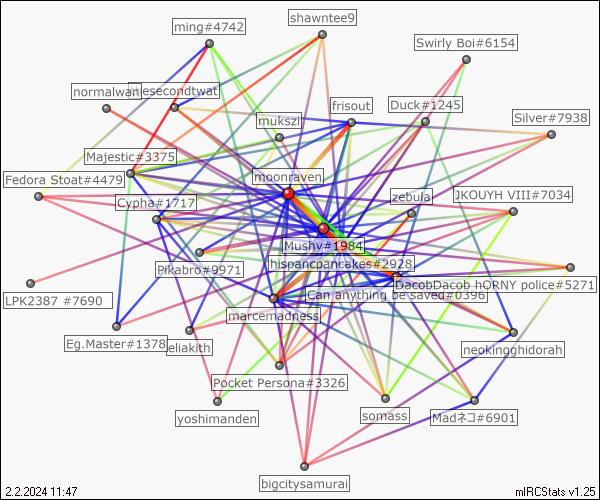 shawntee9
ming#4742
Swirly Boi#6154
normalwan
esecondtwat
frisout
Duck#1245
mukszi
Silver#7938
Majestic#3375
moonraven
Fedora Stoat#4479
zebula
JKOUYH VIII#7034
Cypha#1717
Mushy#1984
hispancpancakes#2928
Pikabro#9971
DacobDacob hORNY police#5271
Can anything be saved#0396
LPK2387 #7690
marcemadness
Eg.Master#1378
eliakith
neokingghidorah
Pocket Persona#3326
yoshimanden
somass
Madネコ#6901
bigcitysamurai
2.2.2024 11:47
mIRCStats v1.25